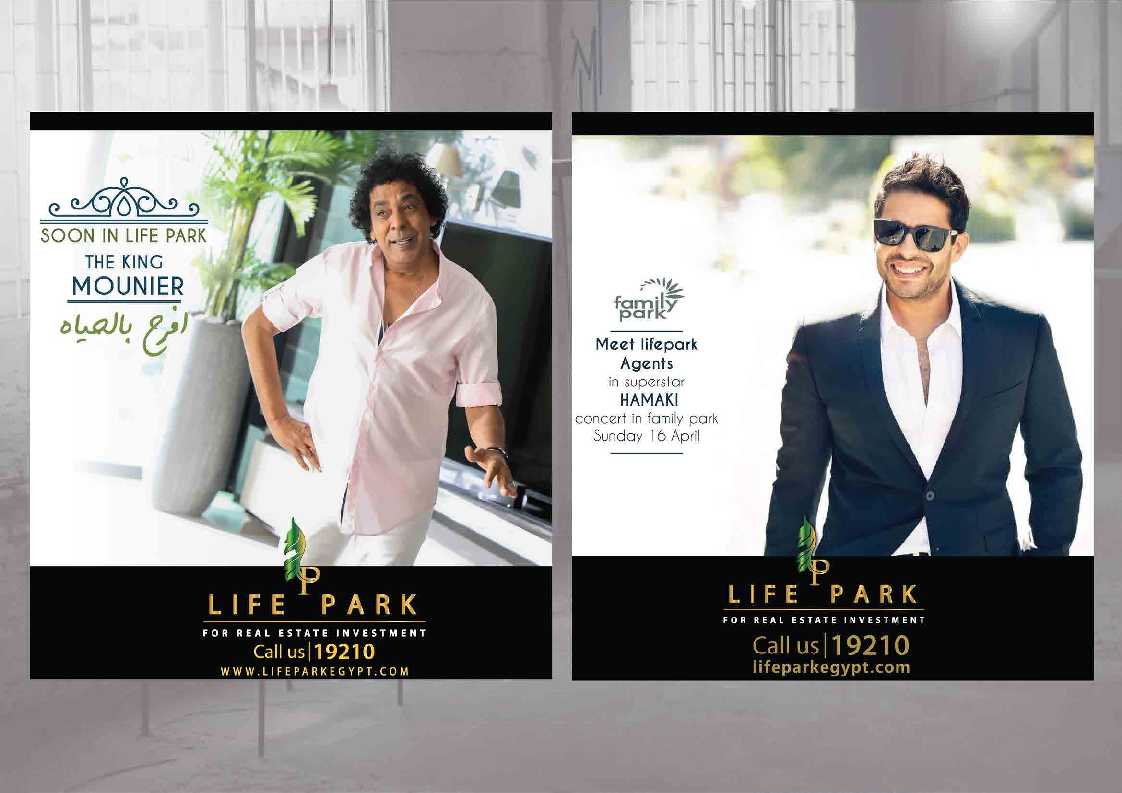 SOON IN LIFE PARK
THE KING
MOUNIER
افرح بالحياه
LIFE PARK
FOR REAL ESTATE INVESTMENT
Call us|19210
WWW.LIFEPARKEGYPT.COM
family
park
Meet lifepark
Agents
in superstar
HAMAKI
concert in family park
Sunday 16 April
LIFE PARK
FOR REAL ESTATE INVESTMENT
Call us|19210
lifeparkegypt.com